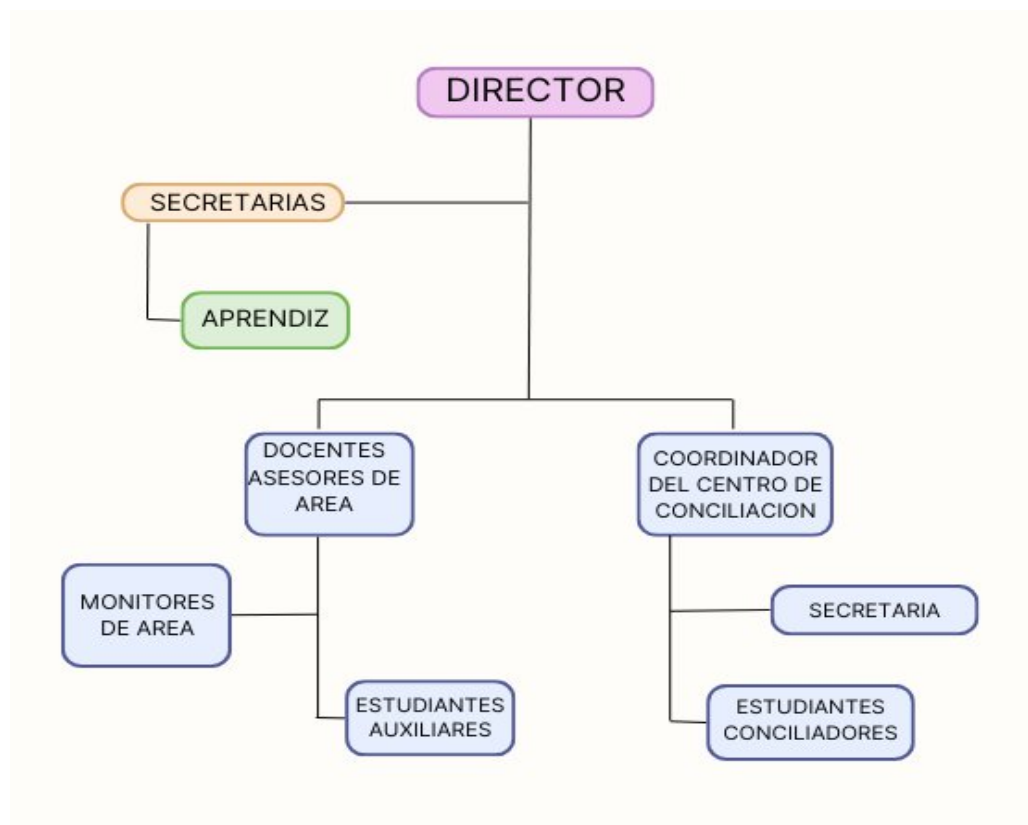 DIRECTOR
SECRETARIAS
APRENDIZ
DOCENTES
ASESORES DE
AREA
COORDINADOR
DEL CENTRO DE
CONCILIACION
MONITORES
DE AREA
SECRETARIA
ESTUDIANTES
AUXILIARES
ESTUDIANTES
CONCILIADORES